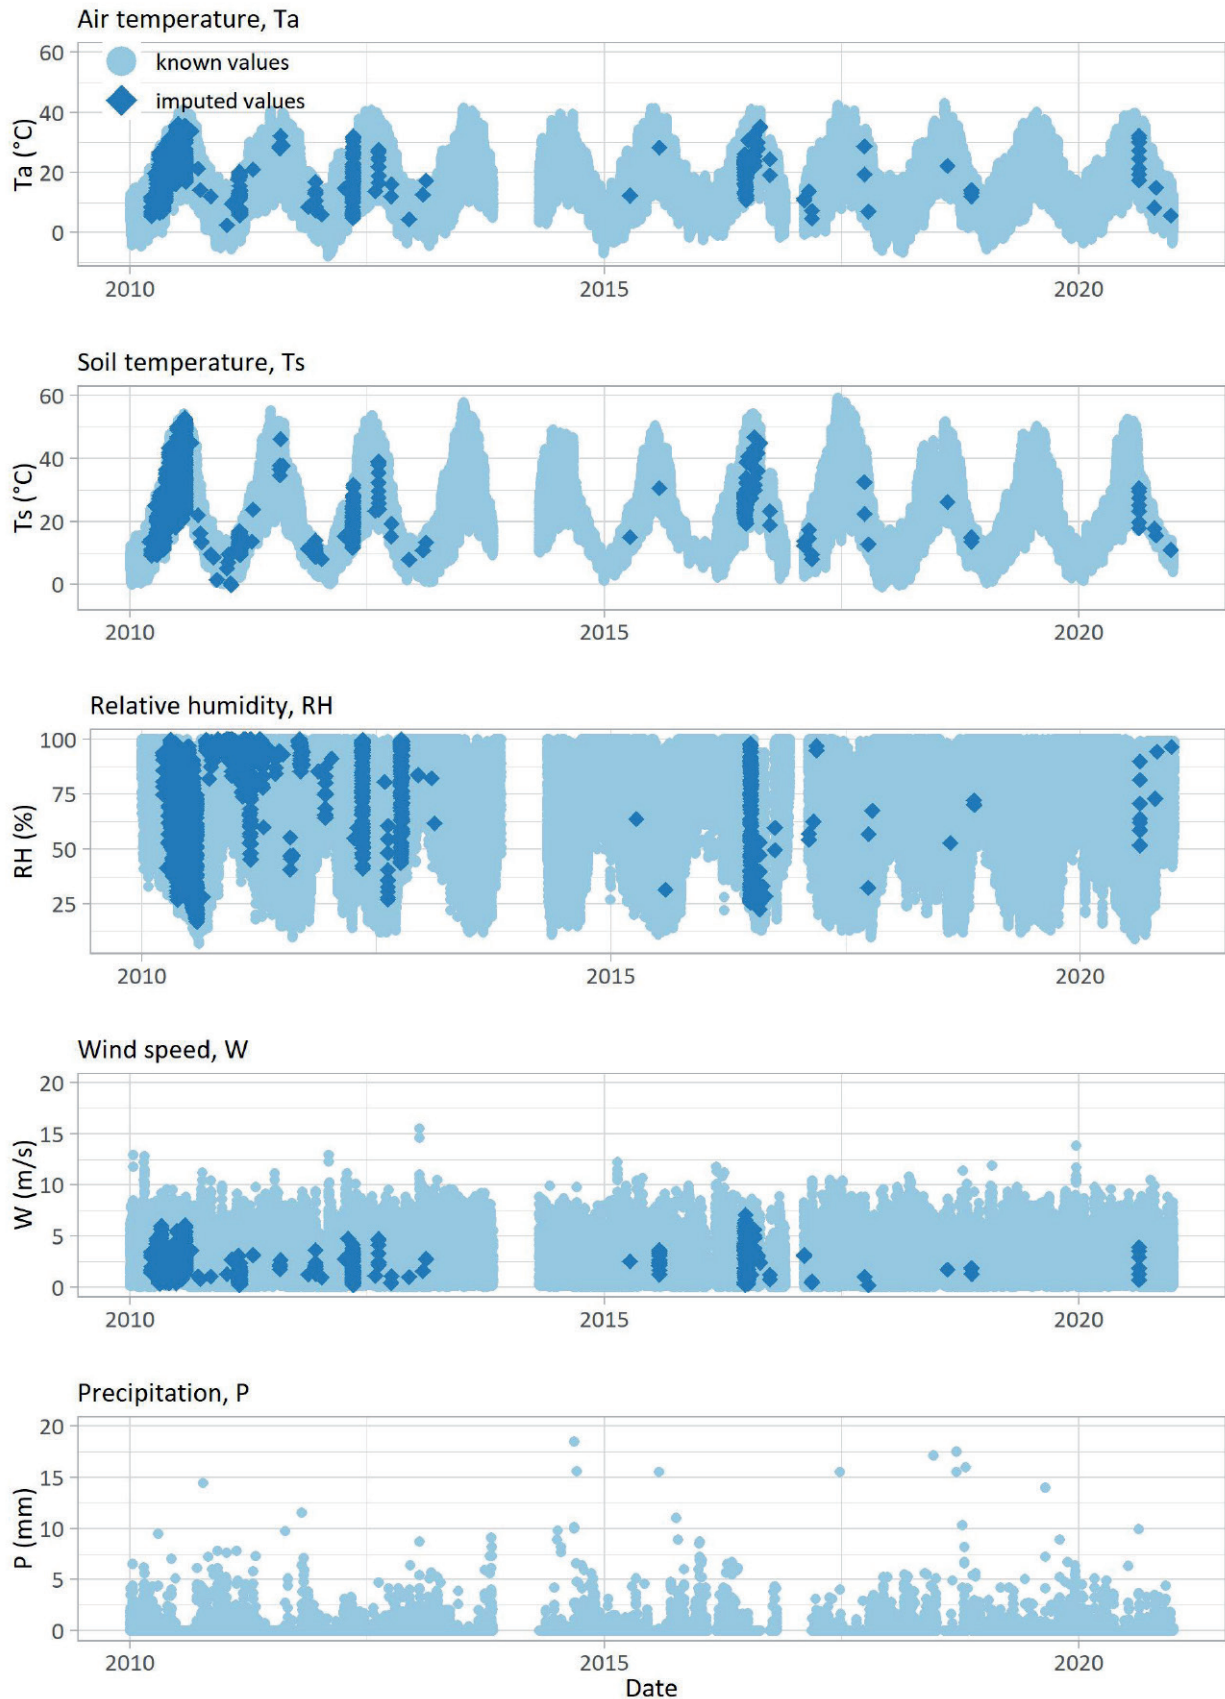 Air temperature, Ta
60
known values
imputed values
40
20
0
Ta (°C)
2010 2015 2020
Soil temperature, Ts
60
40
20
0
Ts (°C)
2010 2015 2020
Relative humidity, RH
100
75
50
25
RH (%)
2010 2015 2020
Wind speed, W
20
15
10
5
0
W (m/s)
2010 2015 2020
Precipitation, P
20
15
10
5
0
P (mm)
2010 2015 2020
Date